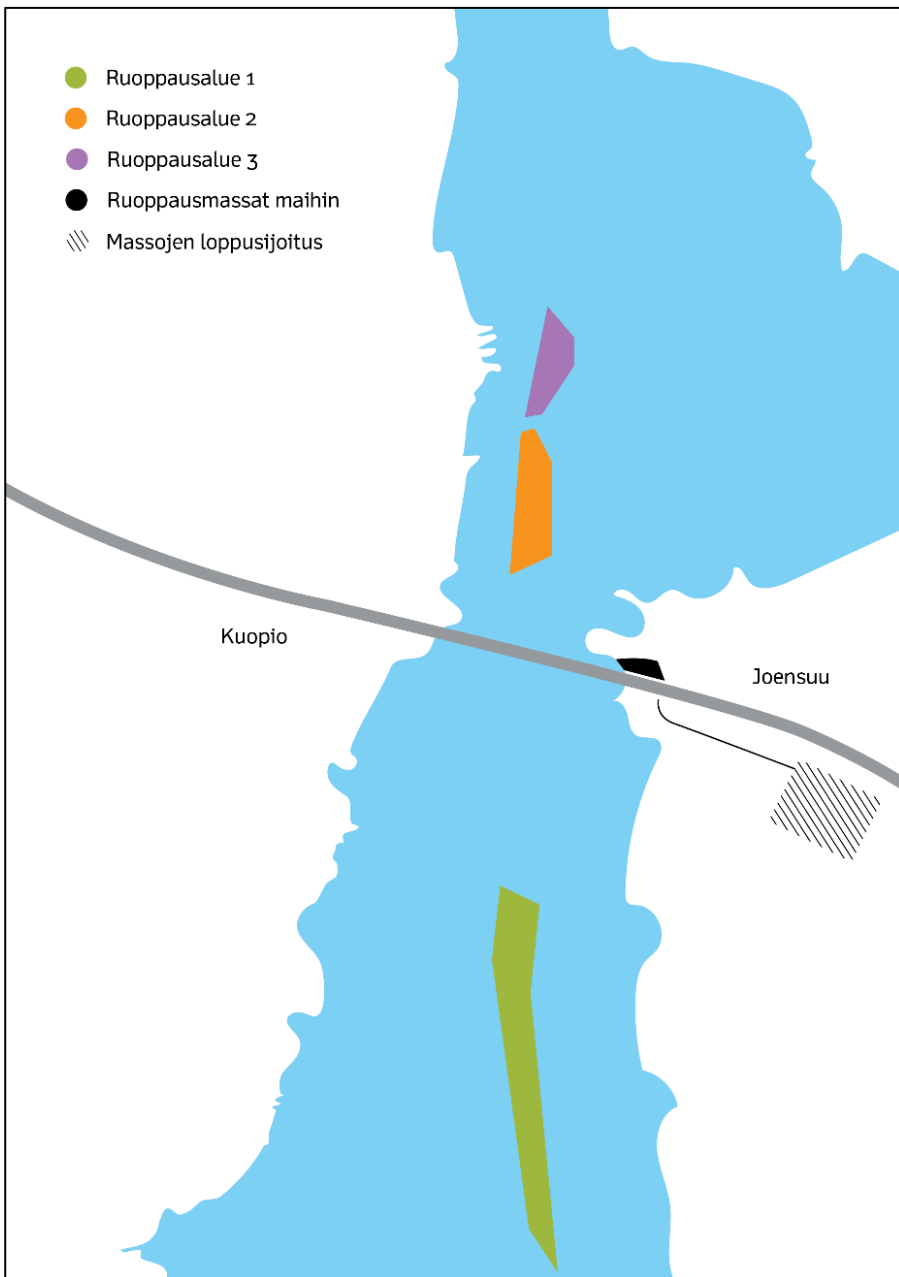 Ruoppausalue 1
Ruoppausalue 2
Ruoppausalue 3
Ruoppausmassat maihin
Massojen loppusijoitus
Kuopio
Joensuu